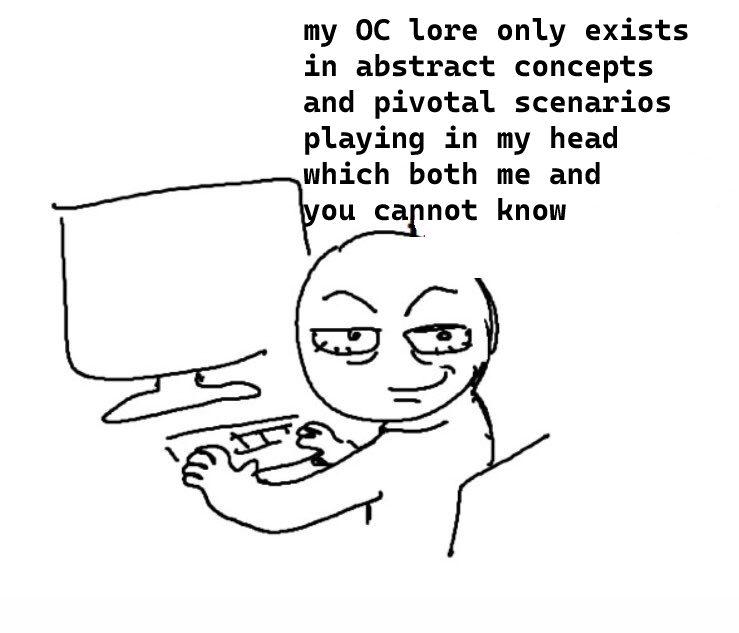 my OC lore only exists
in abstract concepts
and pivotal scenarios
playing in my head
which both me and
you cannot know